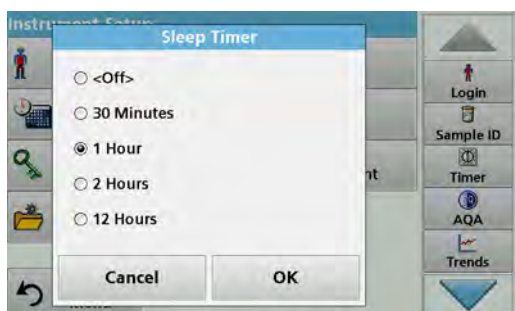 Sleep Timer
<Off>
30 Minutes
1 Hour
2 Hours
12 Hours
Cancel
OK
Login
Sample ID
Timer
AQA
Trends